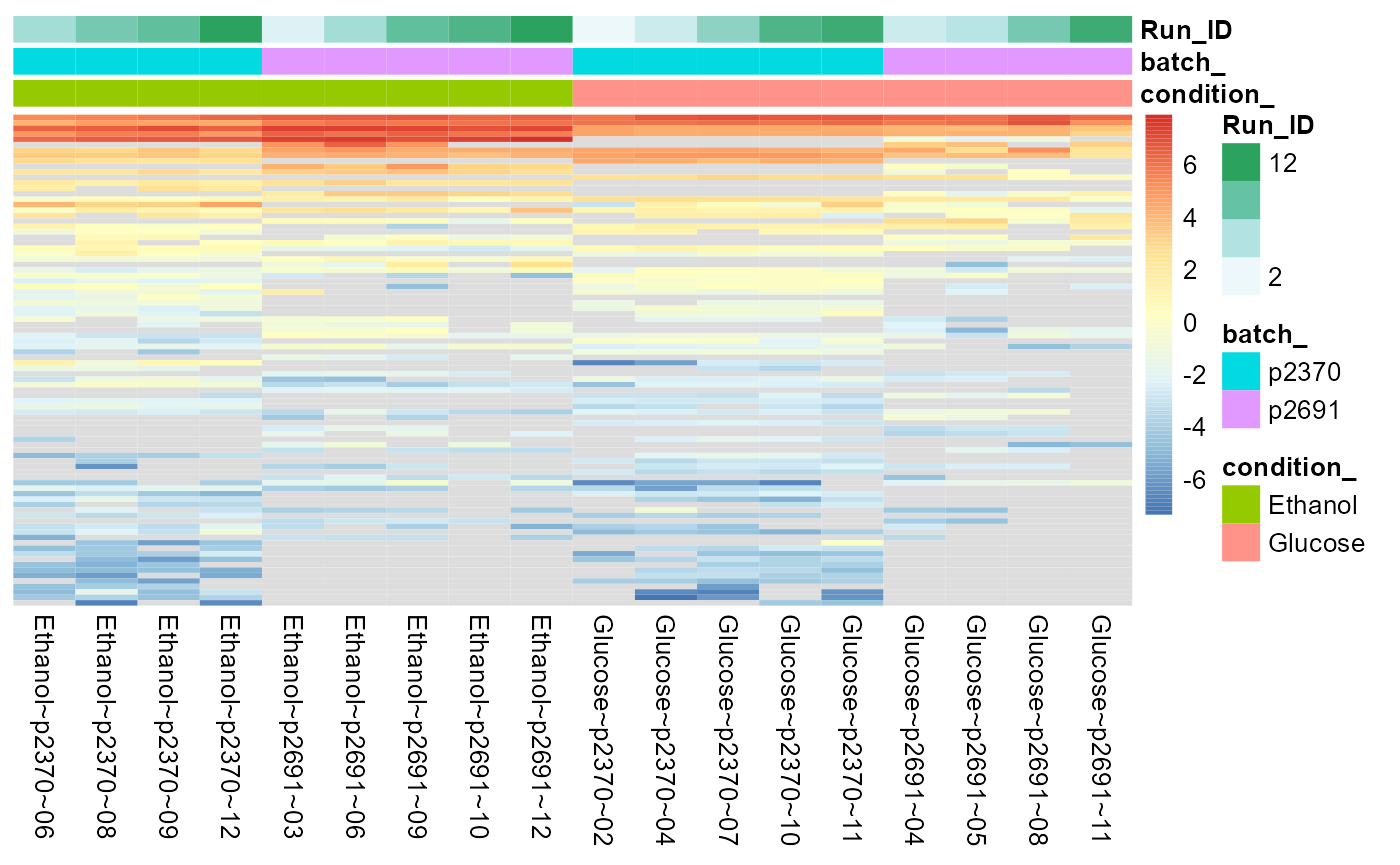 Run_ID
batch_
condition_
Run_ID
12
2
batch_
p2370
p2691
condition_
Ethanol
Glucose
6
4
2
0
-2
-4
-6
Ethanol~p2370~06
Ethanol~p2370~08
Ethanol~p2370~09
Ethanol~p2370~12
Ethanol~p2691~03
Ethanol~p2691~06
Ethanol~p2691~09
Ethanol~p2691~10
Ethanol~p2691~12
Glucose~p2370~02
Glucose~p2370~04
Glucose~p2370~07
Glucose~p2370~10
Glucose~p2370~11
Glucose~p2691~04
Glucose~p2691~05
Glucose~p2691~08
Glucose~p2691~11